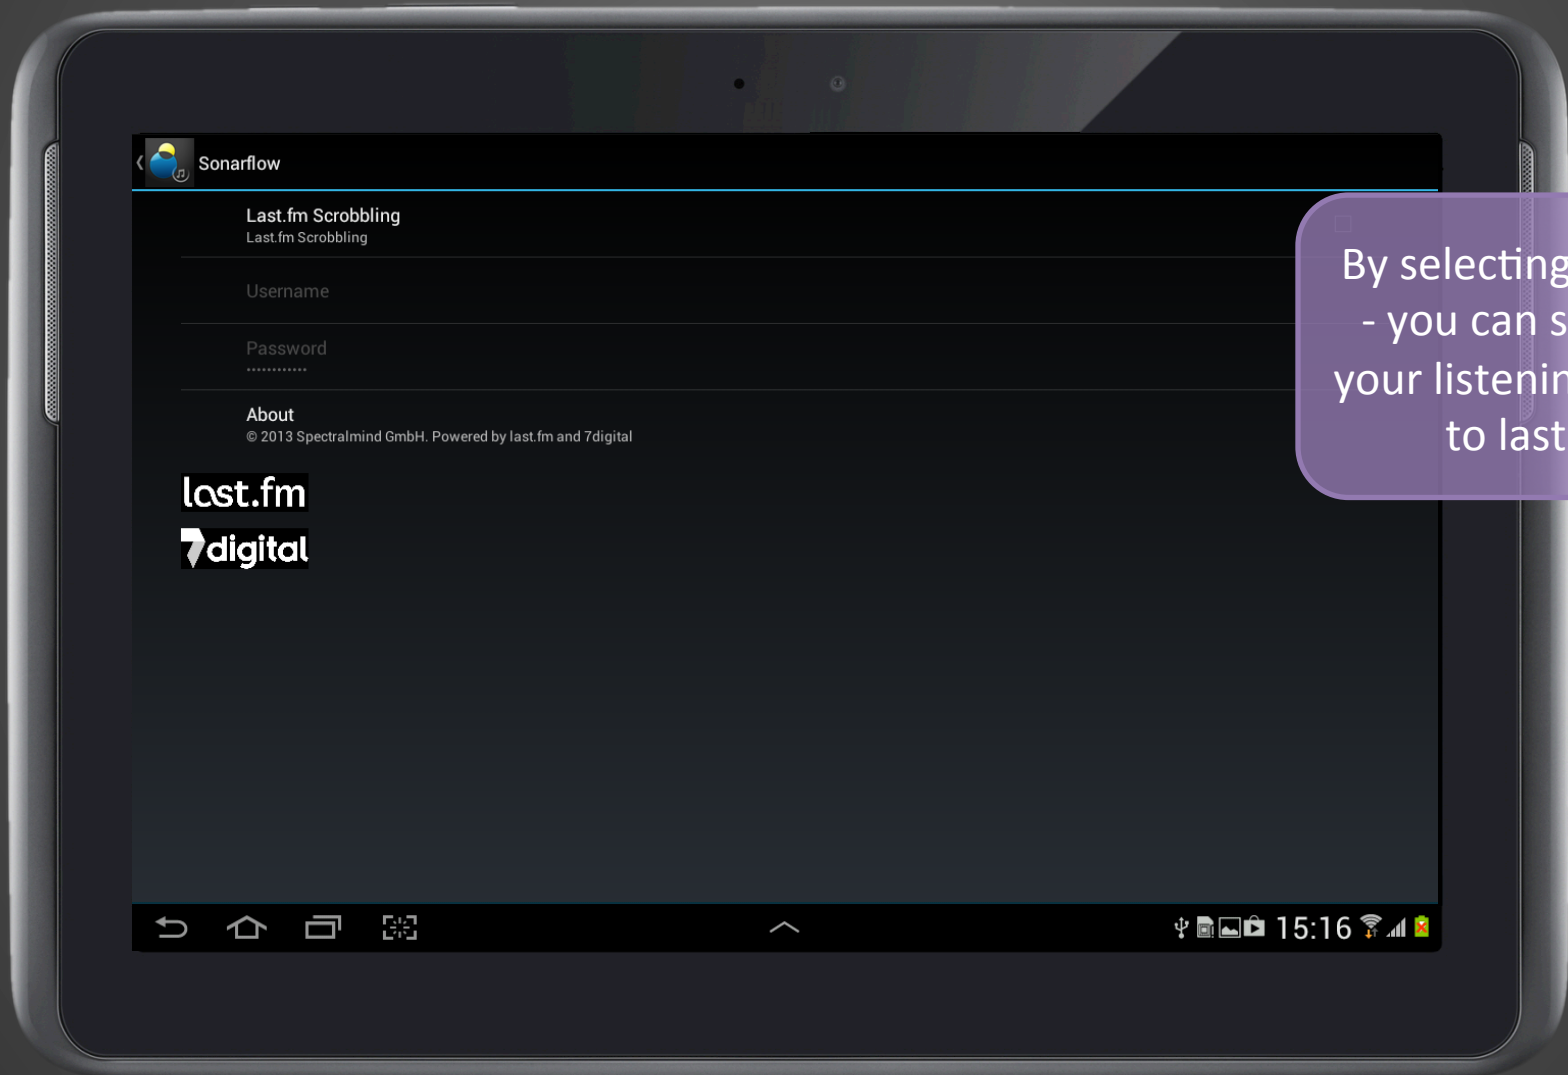 Sonarflow
Last.fm Scrobbling
Last.fm Scrobbling
Username
Password
About
© 2013 Spectralmind GmbH. Powered by last.fm and 7digital
last.fm
7digital
By selecting
- you can
your
to last
15:16